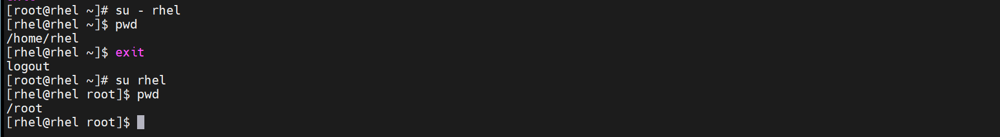 [root@rhel ~]# su - rhel
[rhel@rhel ~]$ pwd
/home/rhel
[rhel@rhel ~]$ exit
logout
[root@rhel ~]# su rhel
[rhel@rhel root]$ pwd
/root
[rhel@rhel root]$